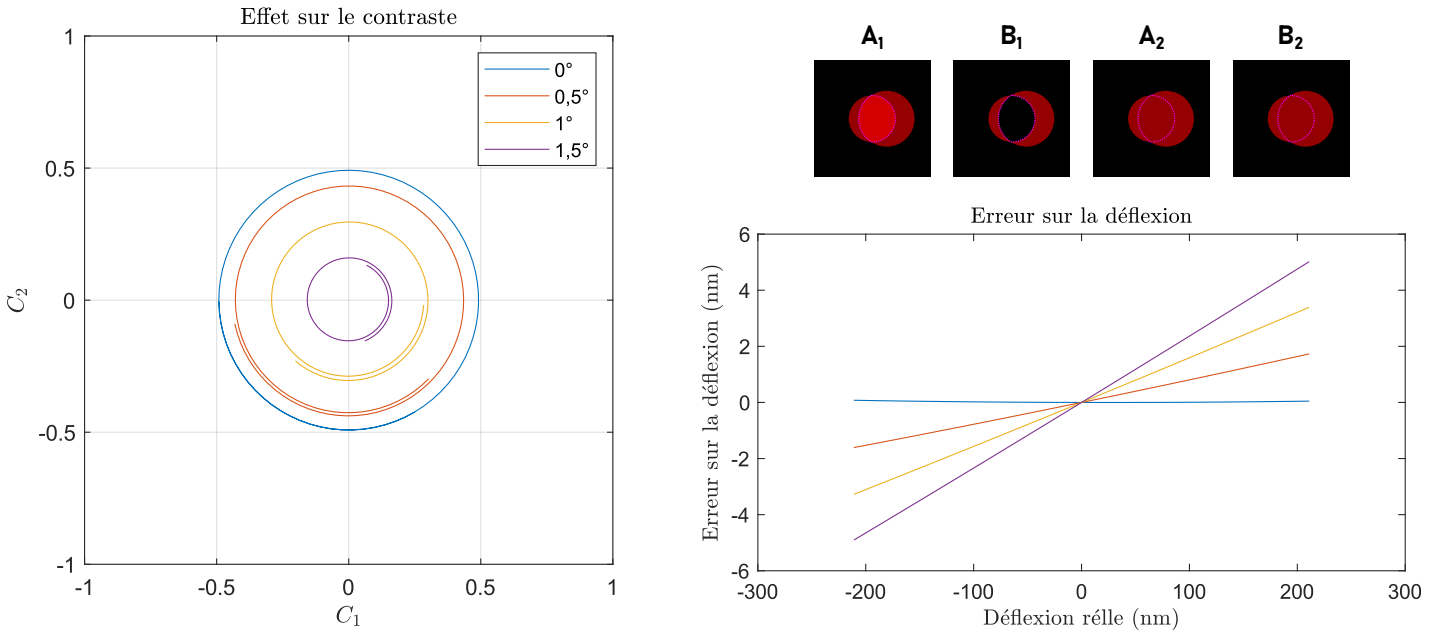 Effet sur le contraste
1
0.5
0
-0.5
-1
-1
-0.5
0
0.5
1
C2
C1
0°
0,5°
1°
1,5°
A1
B1
A2
B2
Erreur sur la déflexion
6
4
2
0
-2
-4
-6
-300
-200
-100
0
100
200
300
Erreur sur la déflexion (nm)
Déflexion rélle (nm)